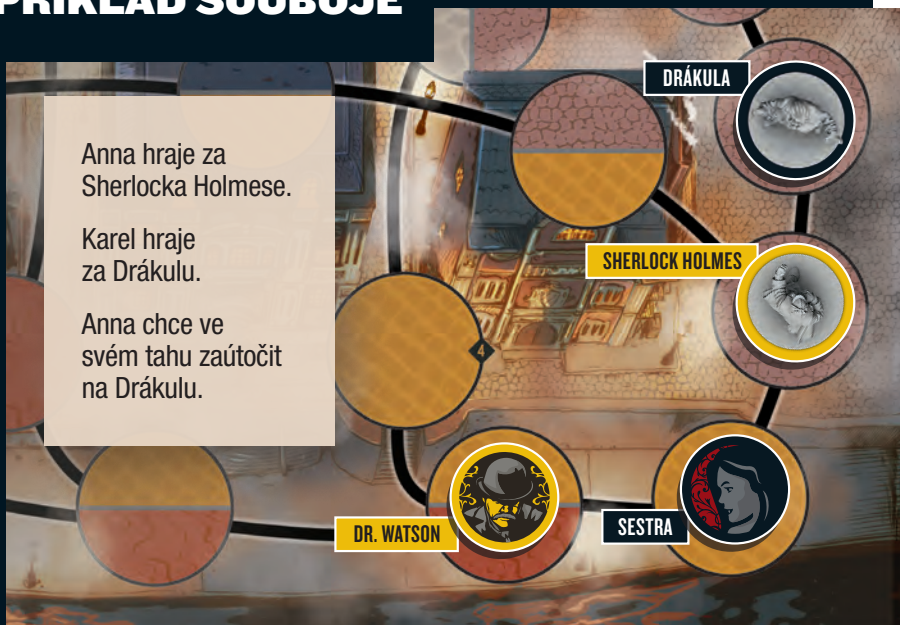 PŘÍKLAD SOUBOJE
Anna hraje za
Sherlocka Holmese.
Karel hraje
za Drákulu.
Anna chce ve
svém tahu zaútočit
na Drákulu.
DRÁKULA
SHERLOCK HOLMES
4
DR. WATSON
SESTRA